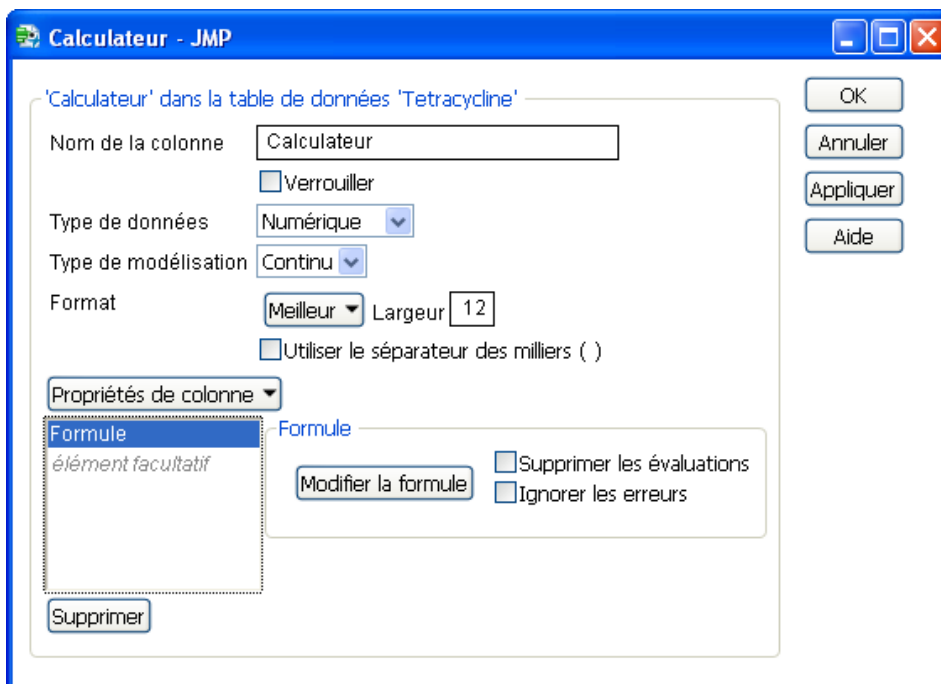 Calculateur - JMP
'Calculateur' dans la table de données 'Tetracycline'
OK
Nom de la colonne Calculateur
Annuler
Verrouiller
Appliquer
Type de données Numérique
Aide
Type de modélisation Continu
Format Meilleur Largeur 12
Utiliser le séparateur des milliers ( )
Propriétés de colonne
Formule
élément facultatif
Formule
Modifier la formule
Supprimer les évaluations
Ignorer les erreurs
Supprimer